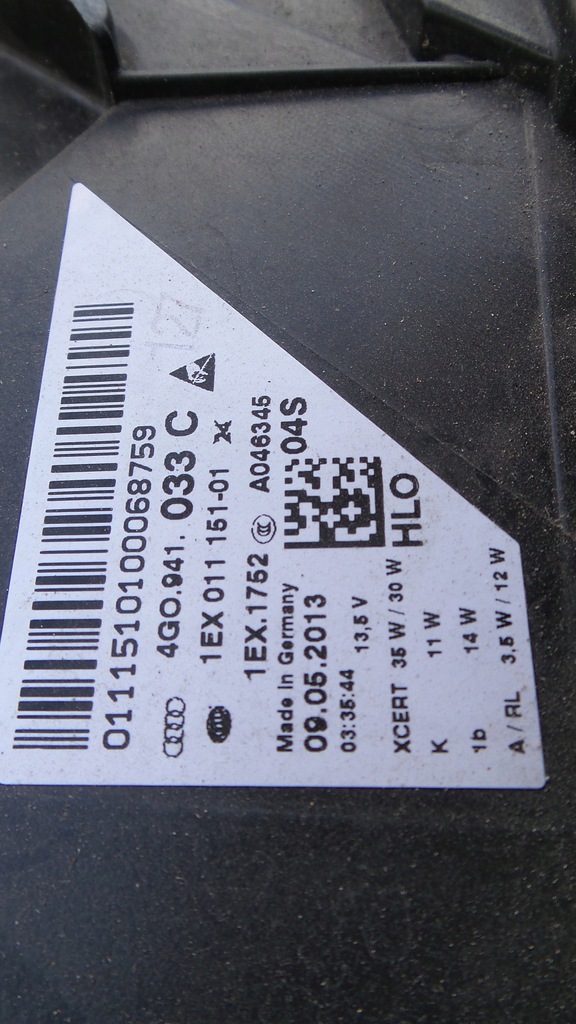 01115101000068759
4G0.941. 033 C
1EX 011 151-01
1EX.1752 CCC A046345
Made in Germany
09.05.2013 04S
03:35:44 13,5 V
HLO
XCERT 35 W / 30 W
K 11 W
1b 14 W
A / RL 3,5 W / 12 W